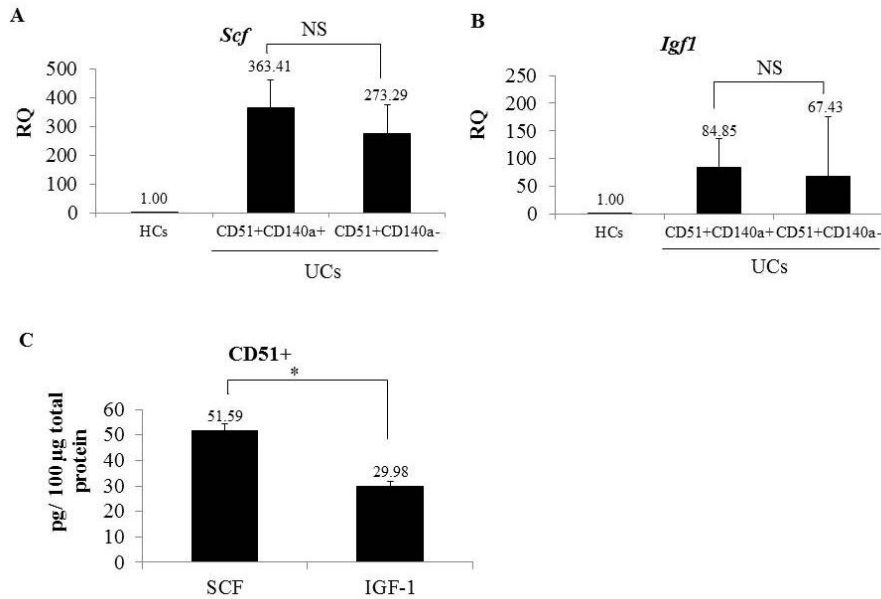 A
Scf
NS
RQ
500
400
300
200
100
0
1.00
363.41
273.29
HCs
CD51+CD140a+
CD51+CD140a-
UCs
B
Igf1
NS
RQ
250
200
150
100
50
0
1.00
84.85
67.43
HCs
CD51+CD140a+
CD51+CD140a-
UCs
C
CD51+
*
pg/ 100 µg total
protein
60
50
40
30
20
10
0
51.59
29.98
SCF
IGF-1